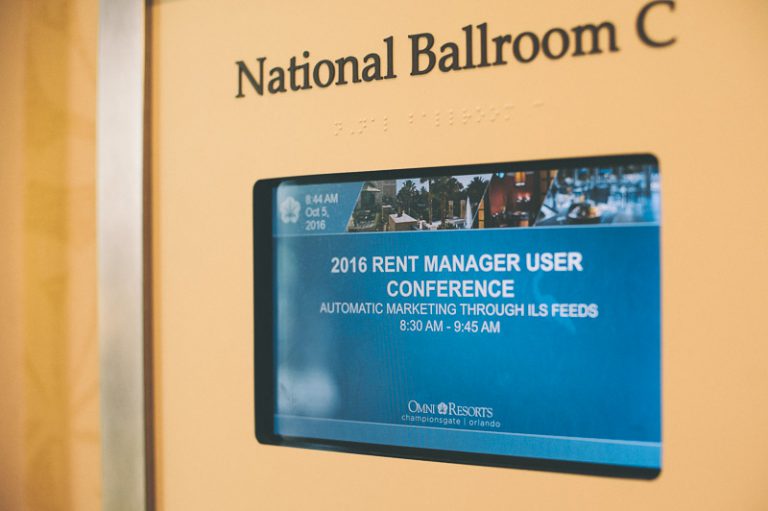 National Ballroom C
8:44 AM
Oct 5,
2016
2016 RENT MANAGER USER
CONFERENCE
AUTOMATIC MARKETING THROUGH ILS FEEDS
8:30 AM - 9:45 AM
OMNI RESORTS
championsgate | orlando